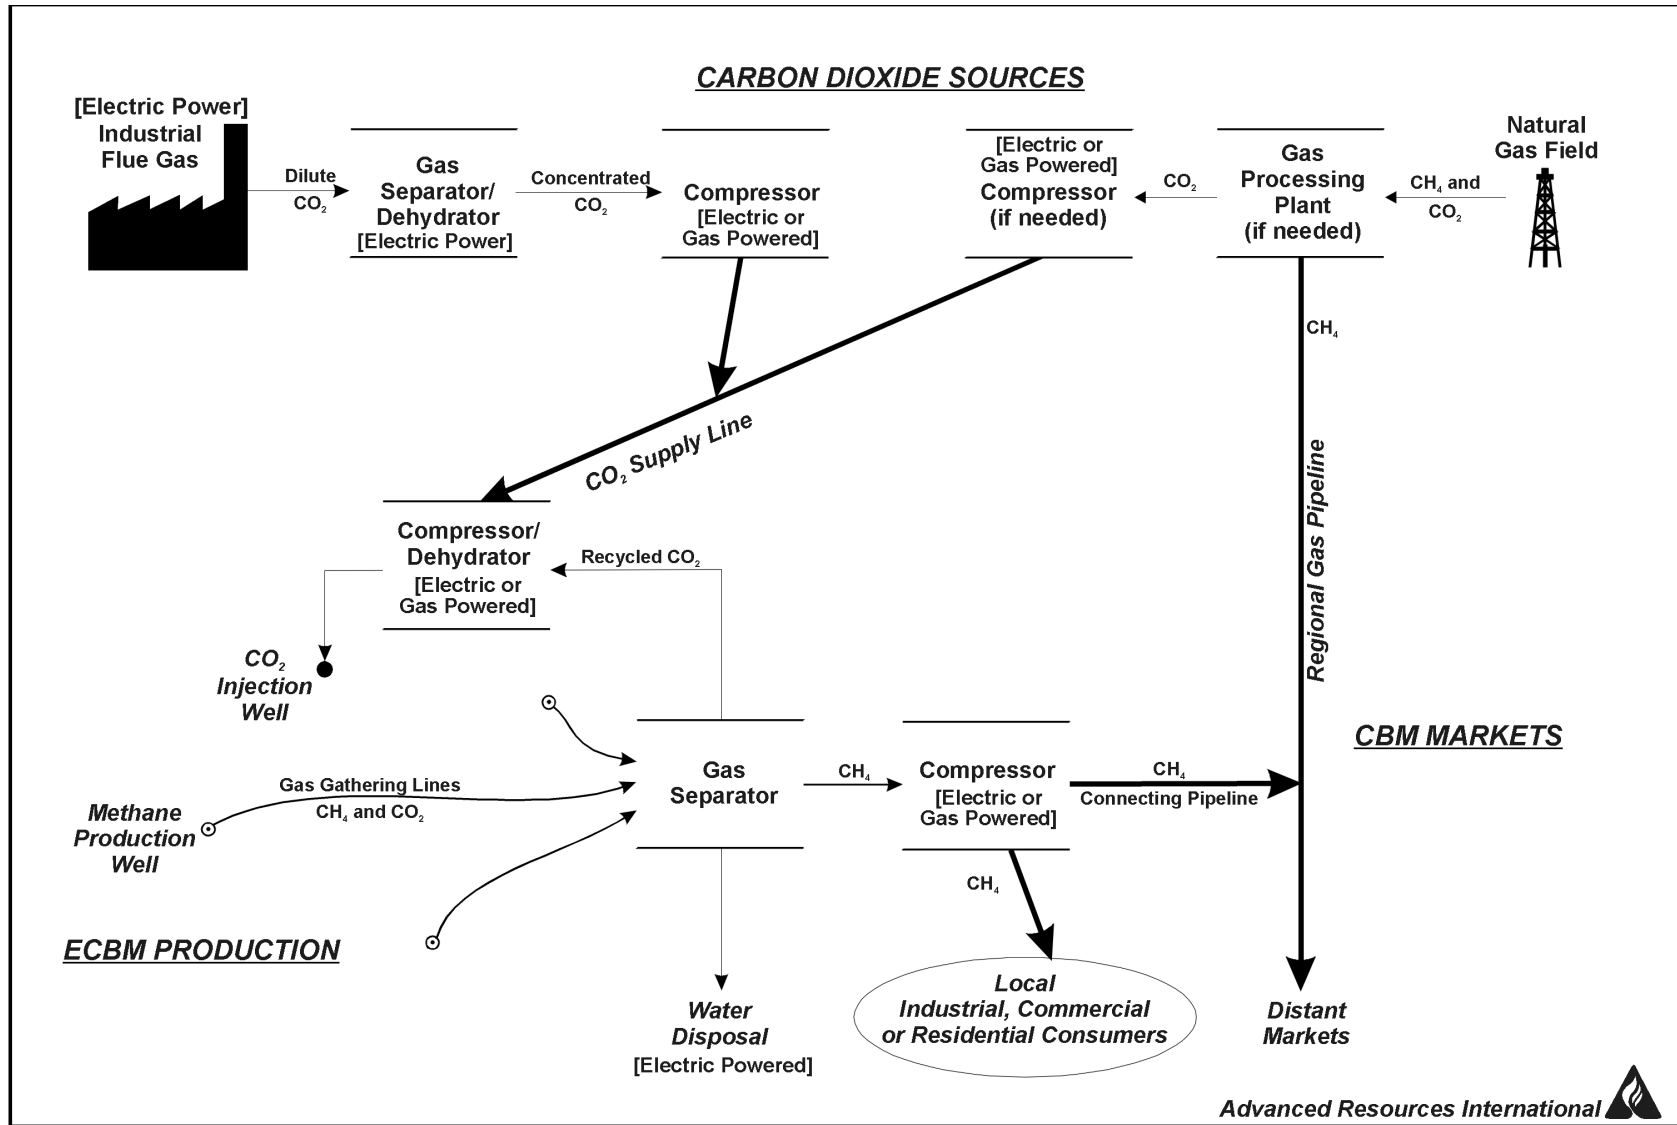 CARBON DIOXIDE SOURCES
[Electric Power]
Industrial
Flue Gas
Dilute
CO₂
Gas
Separator/
Dehydrator
[Electric Power]
Concentrated
CO₂
Compressor
[Electric or
Gas Powered]
[Electric or
Gas Powered]
Compressor
(if needed)
CO₂
Gas
Processing
Plant
(if needed)
CH₄ and
CO₂
Natural
Gas Field
CH₄
CO₂ Supply Line
Regional Gas Pipeline
Compressor/
Dehydrator
[Electric or
Gas Powered]
Recycled CO₂
CO₂
Injection
Well
CBM MARKETS
Gas Gathering Lines
CH₄ and CO₂
Methane
Production
Well
Gas
Separator
CH₄
Compressor
[Electric or
Gas Powered]
CH₄
Connecting Pipeline
CH₄
ECBM PRODUCTION
Water
Disposal
[Electric Powered]
Local
Industrial, Commercial
or Residential Consumers
Distant
Markets
Advanced Resources International